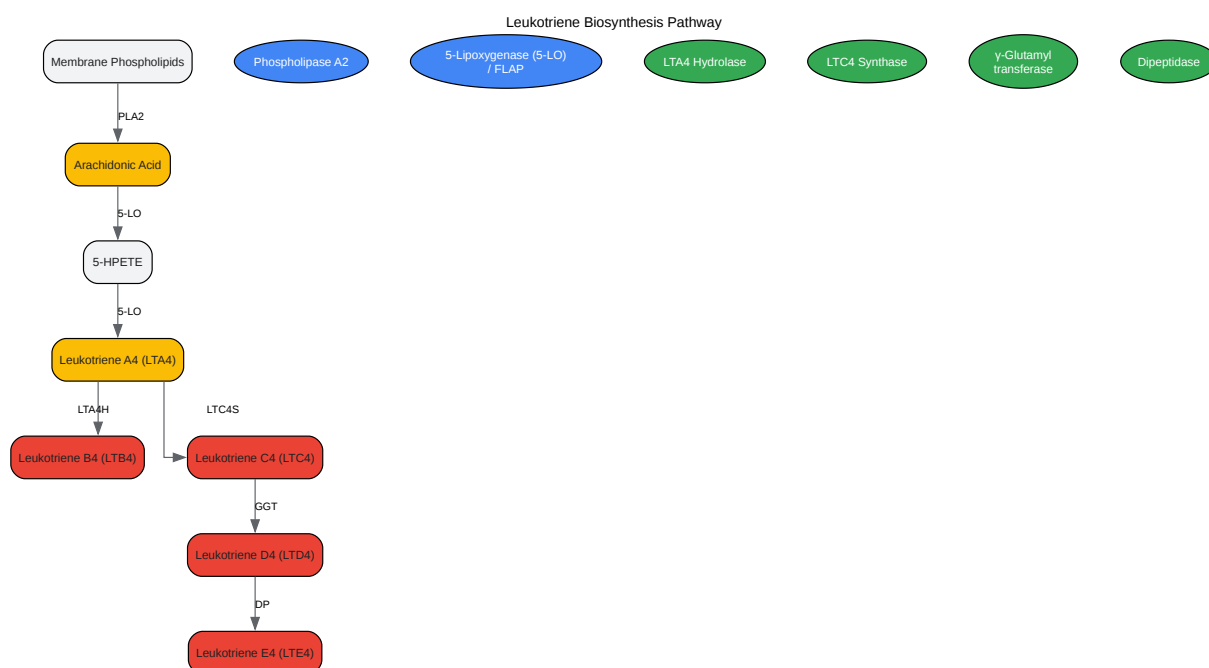 Leukotriene Biosynthesis Pathway
Membrane Phospholipids
Phospholipase A2
5-Lipoxygenase (5-LO)
/ FLAP
LTA4 Hydrolase
LTC4 Synthase
γ-Glutamyl
transferase
Dipeptidase
PLA2
Arachidonic Acid
5-LO
5-HPETE
5-LO
Leukotriene A4 (LTA4)
LTA4H
LTC4S
Leukotriene B4 (LTB4)
Leukotriene C4 (LTC4)
GGT
Leukotriene D4 (LTD4)
DP
Leukotriene E4 (LTE4)